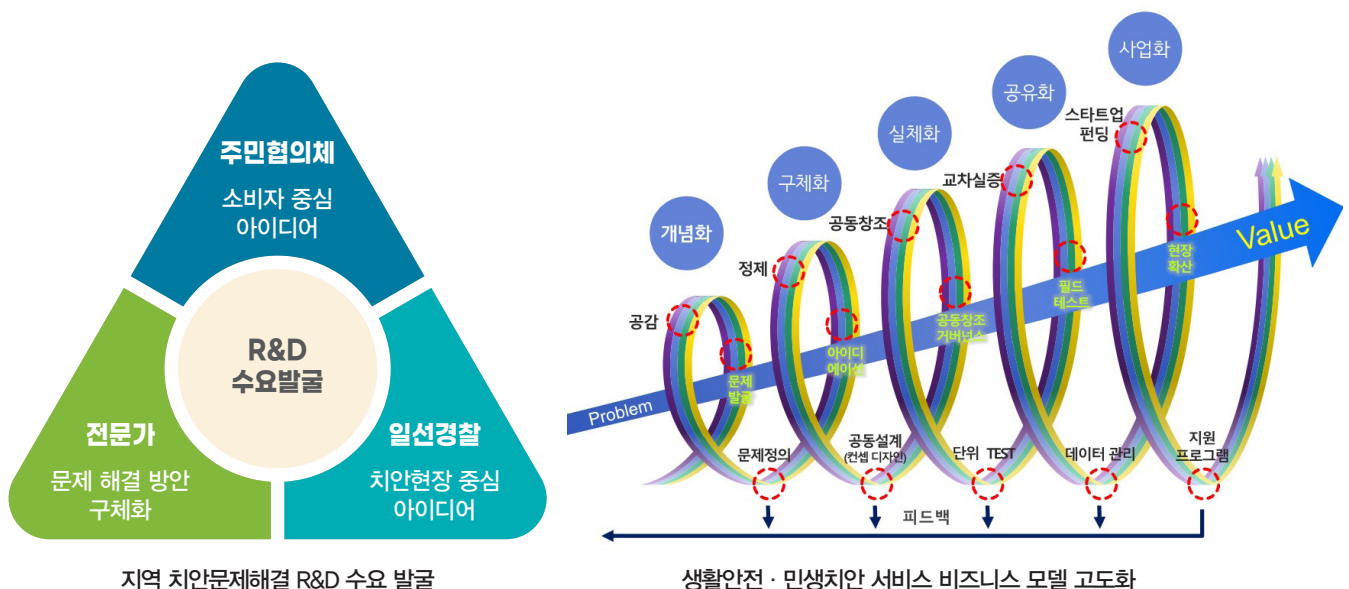 주민협의체
소비자 중심
아이디어
R&D
수요발굴
전문가
문제 해결 방안
구체화
일선경찰
치안현장 중심
아이디어
지역 치안문제해결 R&D 수요 발굴
사업화
공유화
실체화
구체화
개념화
스타트업
펀딩
교차실증
공동창조
정제
공감
Value
현장
확산
필드
테스트
공동창조
거버넌스
아이디
에이션
문제
발굴
Problem
문제정의
공동설계
(컨셉 디자인)
단위 TEST
데이터 관리
지원
프로그램
피드백
생활안전 · 민생치안 서비스 비즈니스 모델 고도화